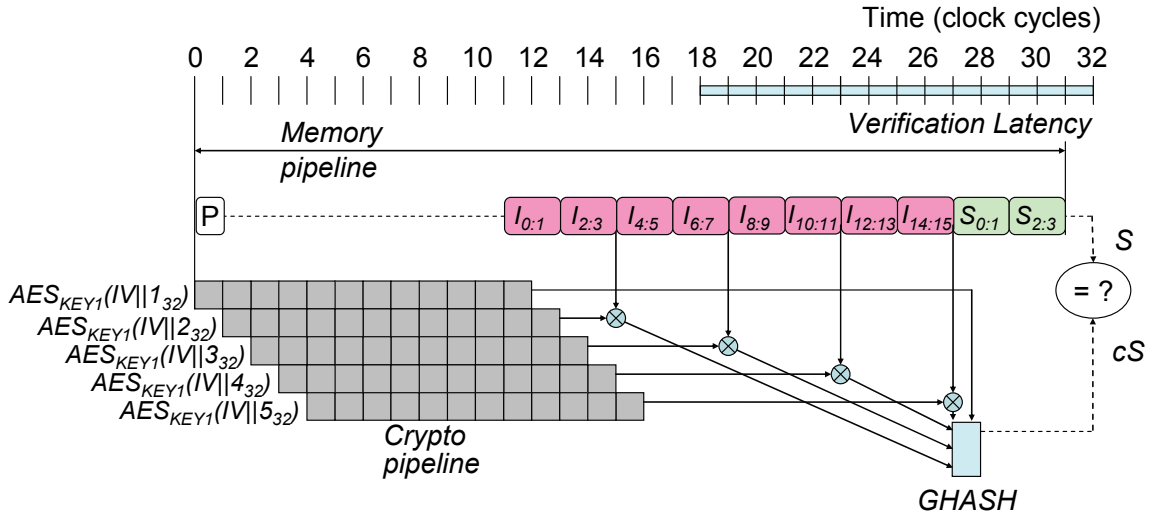 Time (clock cycles)
0 2 4 6 8 10 12 14 16 18 20 22 24 26 28 30 32
Verification Latency
Memory
pipeline
P I0:1 I2:3 I4:5 I6:7 I8:9 I10:11 I12:13 I14:15 S0:1 S2:3
S
= ?
cS
AESKEY1(IV||132)
AESKEY1(IV||232)
AESKEY1(IV||332)
AESKEY1(IV||432)
AESKEY1(IV||532)
Crypto
pipeline
GHASH